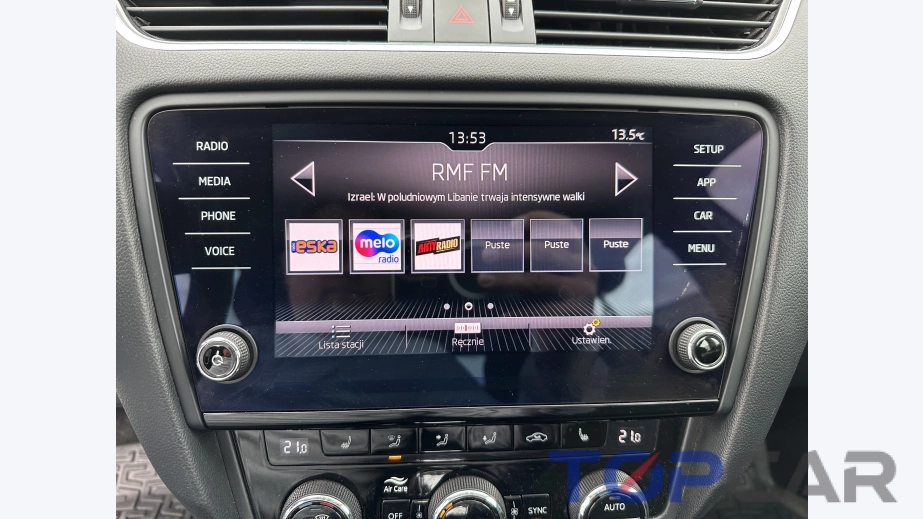 13:53
13.5°C
RADIO
MEDIA
PHONE
VOICE
RMF FM
Izrael: W poludniowym Libanie trwaja intensywne walki
ESKA
melo
radio
ANTYRADIO
Puste
Puste
Puste
Lista stacji
Ręcznie
Ustawien.
SETUP
APP
CAR
MENU
21.0
21.0
Air Care
OFF
SYNC
AUTO
TOPCAR